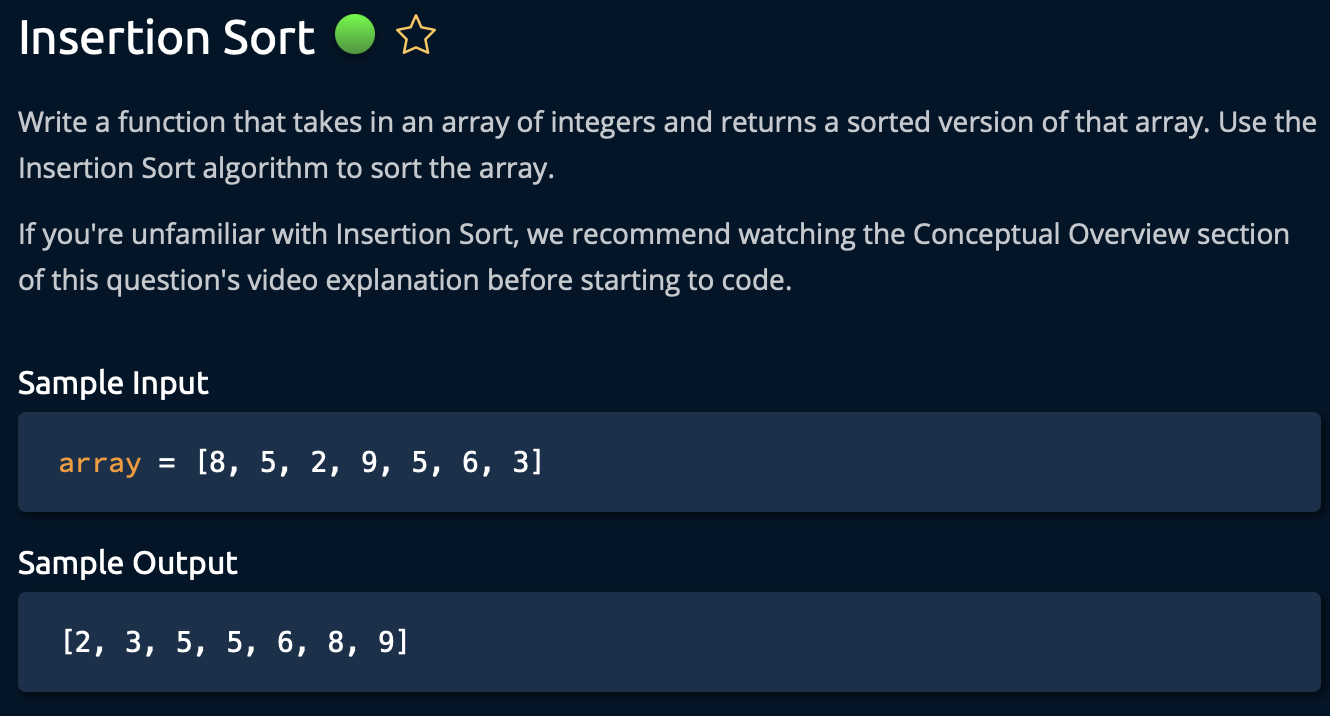 Insertion Sort
Write a function that takes in an array of integers and returns a sorted version of that array. Use the
Insertion Sort algorithm to sort the array.
If you're unfamiliar with Insertion Sort, we recommend watching the Conceptual Overview section
of this question's video explanation before starting to code.
Sample Input
array = [8, 5, 2, 9, 5, 6, 3]
Sample Output
[2, 3, 5, 5, 6, 8, 9]